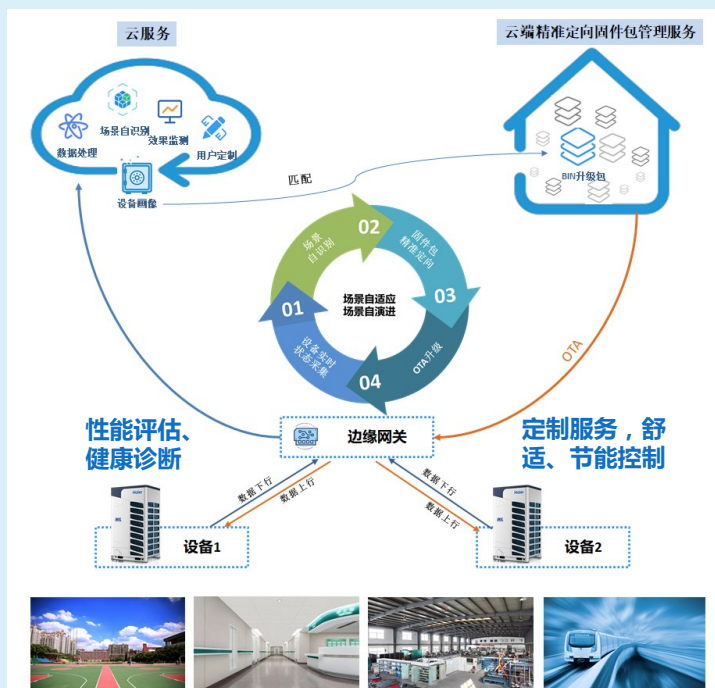 云服务
云端精准定向固件包管理服务
场景自识别
效果监测
数据处理
用户定制
设备画像
BIN升级包
匹配
02
场景
自识别
固件包
精准定向
03
01
场景自适应
场景自演进
设备实时
状态采集
OTA升级
04
OTA
性能评估、
健康诊断
边缘网关
定制服务，舒
适、节能控制
数据下行
数据上行
数据下行
数据上行
Haier
设备1
Haier
设备2